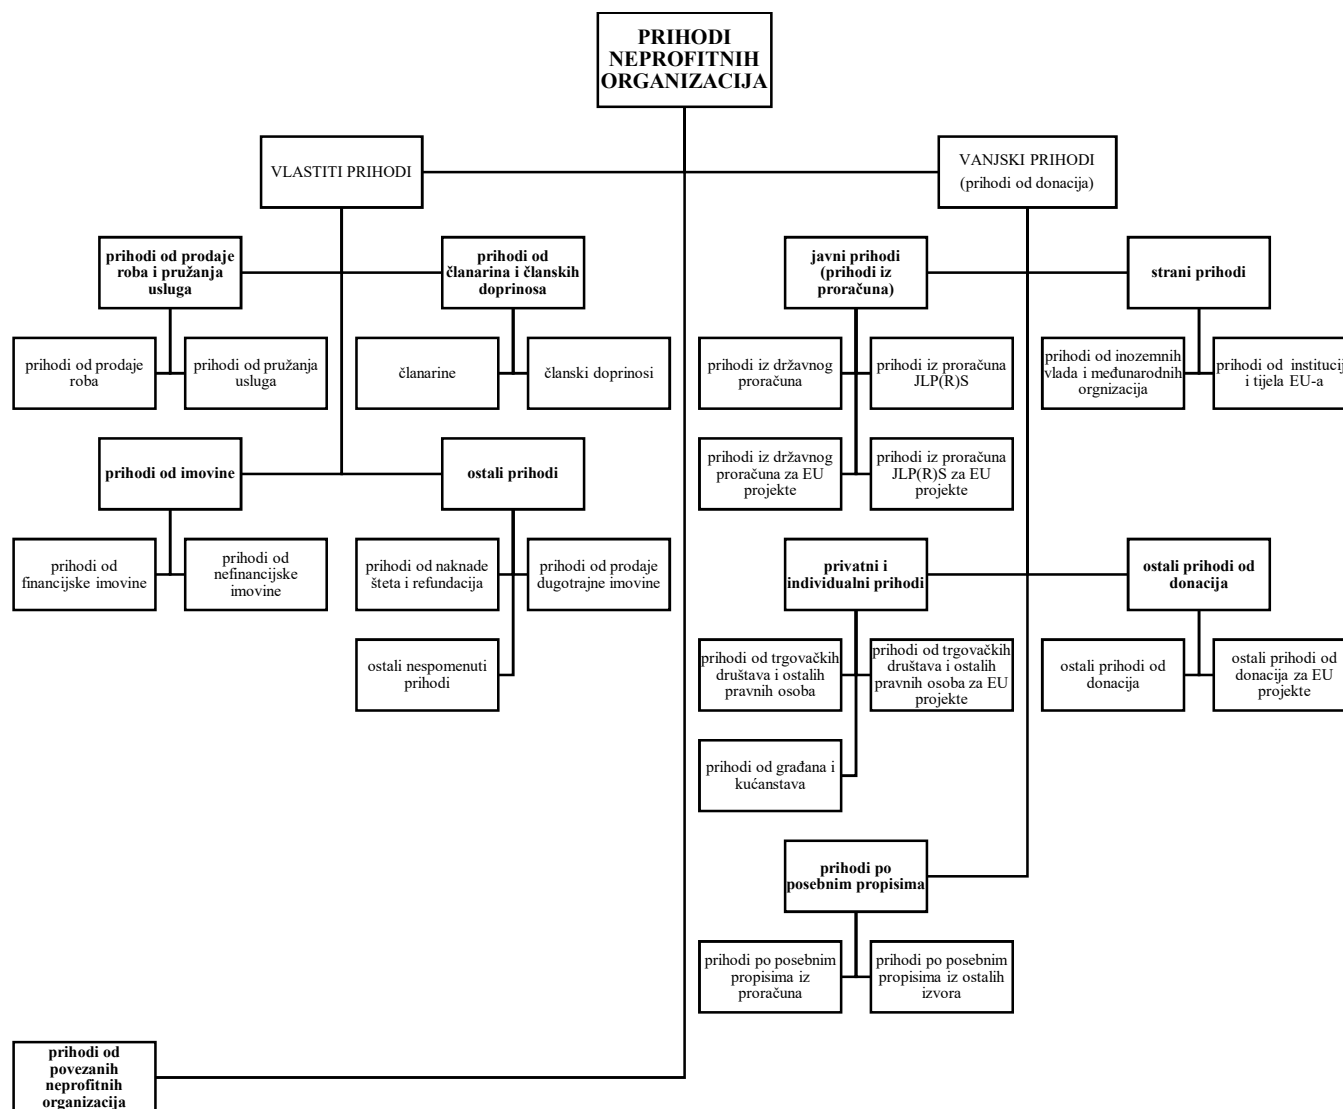 PRIHODI
NEPROFITNIH
ORGANIZACIJA
VLASTITI PRIHODI
VANJSKI PRIHODI
(prihodi od donacija)
prihodi od prodaje
roba i pružanja
usluga
prihodi od
članarina i članskih
doprinosa
javni prihodi
(prihodi iz
proračuna)
strani prihodi
prihodi od prodaje
roba
prihodi od pružanja
usluga
članarine
članski doprinosi
prihodi iz državnog
proračuna
prihodi iz proračuna
JLP(R)S
prihodi od inozemnih
vlada i međunarodnih
orgnizacija
prihodi od institucij
i tijela EU-a
prihodi od imovine
ostali prihodi
prihodi iz državnog
proračuna za EU
projekte
prihodi iz proračuna
JLP(R)S za EU
projekte
prihodi od
financijske imovine
prihodi od
nefinancijske
imovine
prihodi od naknade
šteta i refundacija
prihodi od prodaje
dugotrajne imovine
privatni i
individualni prihodi
ostali prihodi od
donacija
ostali nespomenuti
prihodi
prihodi od trgovačkih
društava i ostalih
pravnih osoba
prihodi od trgovačkih
društava i ostalih
pravnih osoba za EU
projekte
ostali prihodi od
donacija
ostali prihodi od
donacija za EU
projekte
prihodi od građana i
kućanstava
prihodi po
posebnim propisima
prihodi po posebnim
propisima iz
proračuna
prihodi po posebnim
propisima iz ostalih
izvora
prihodi od
povezanih
neprofitnih
organizacija